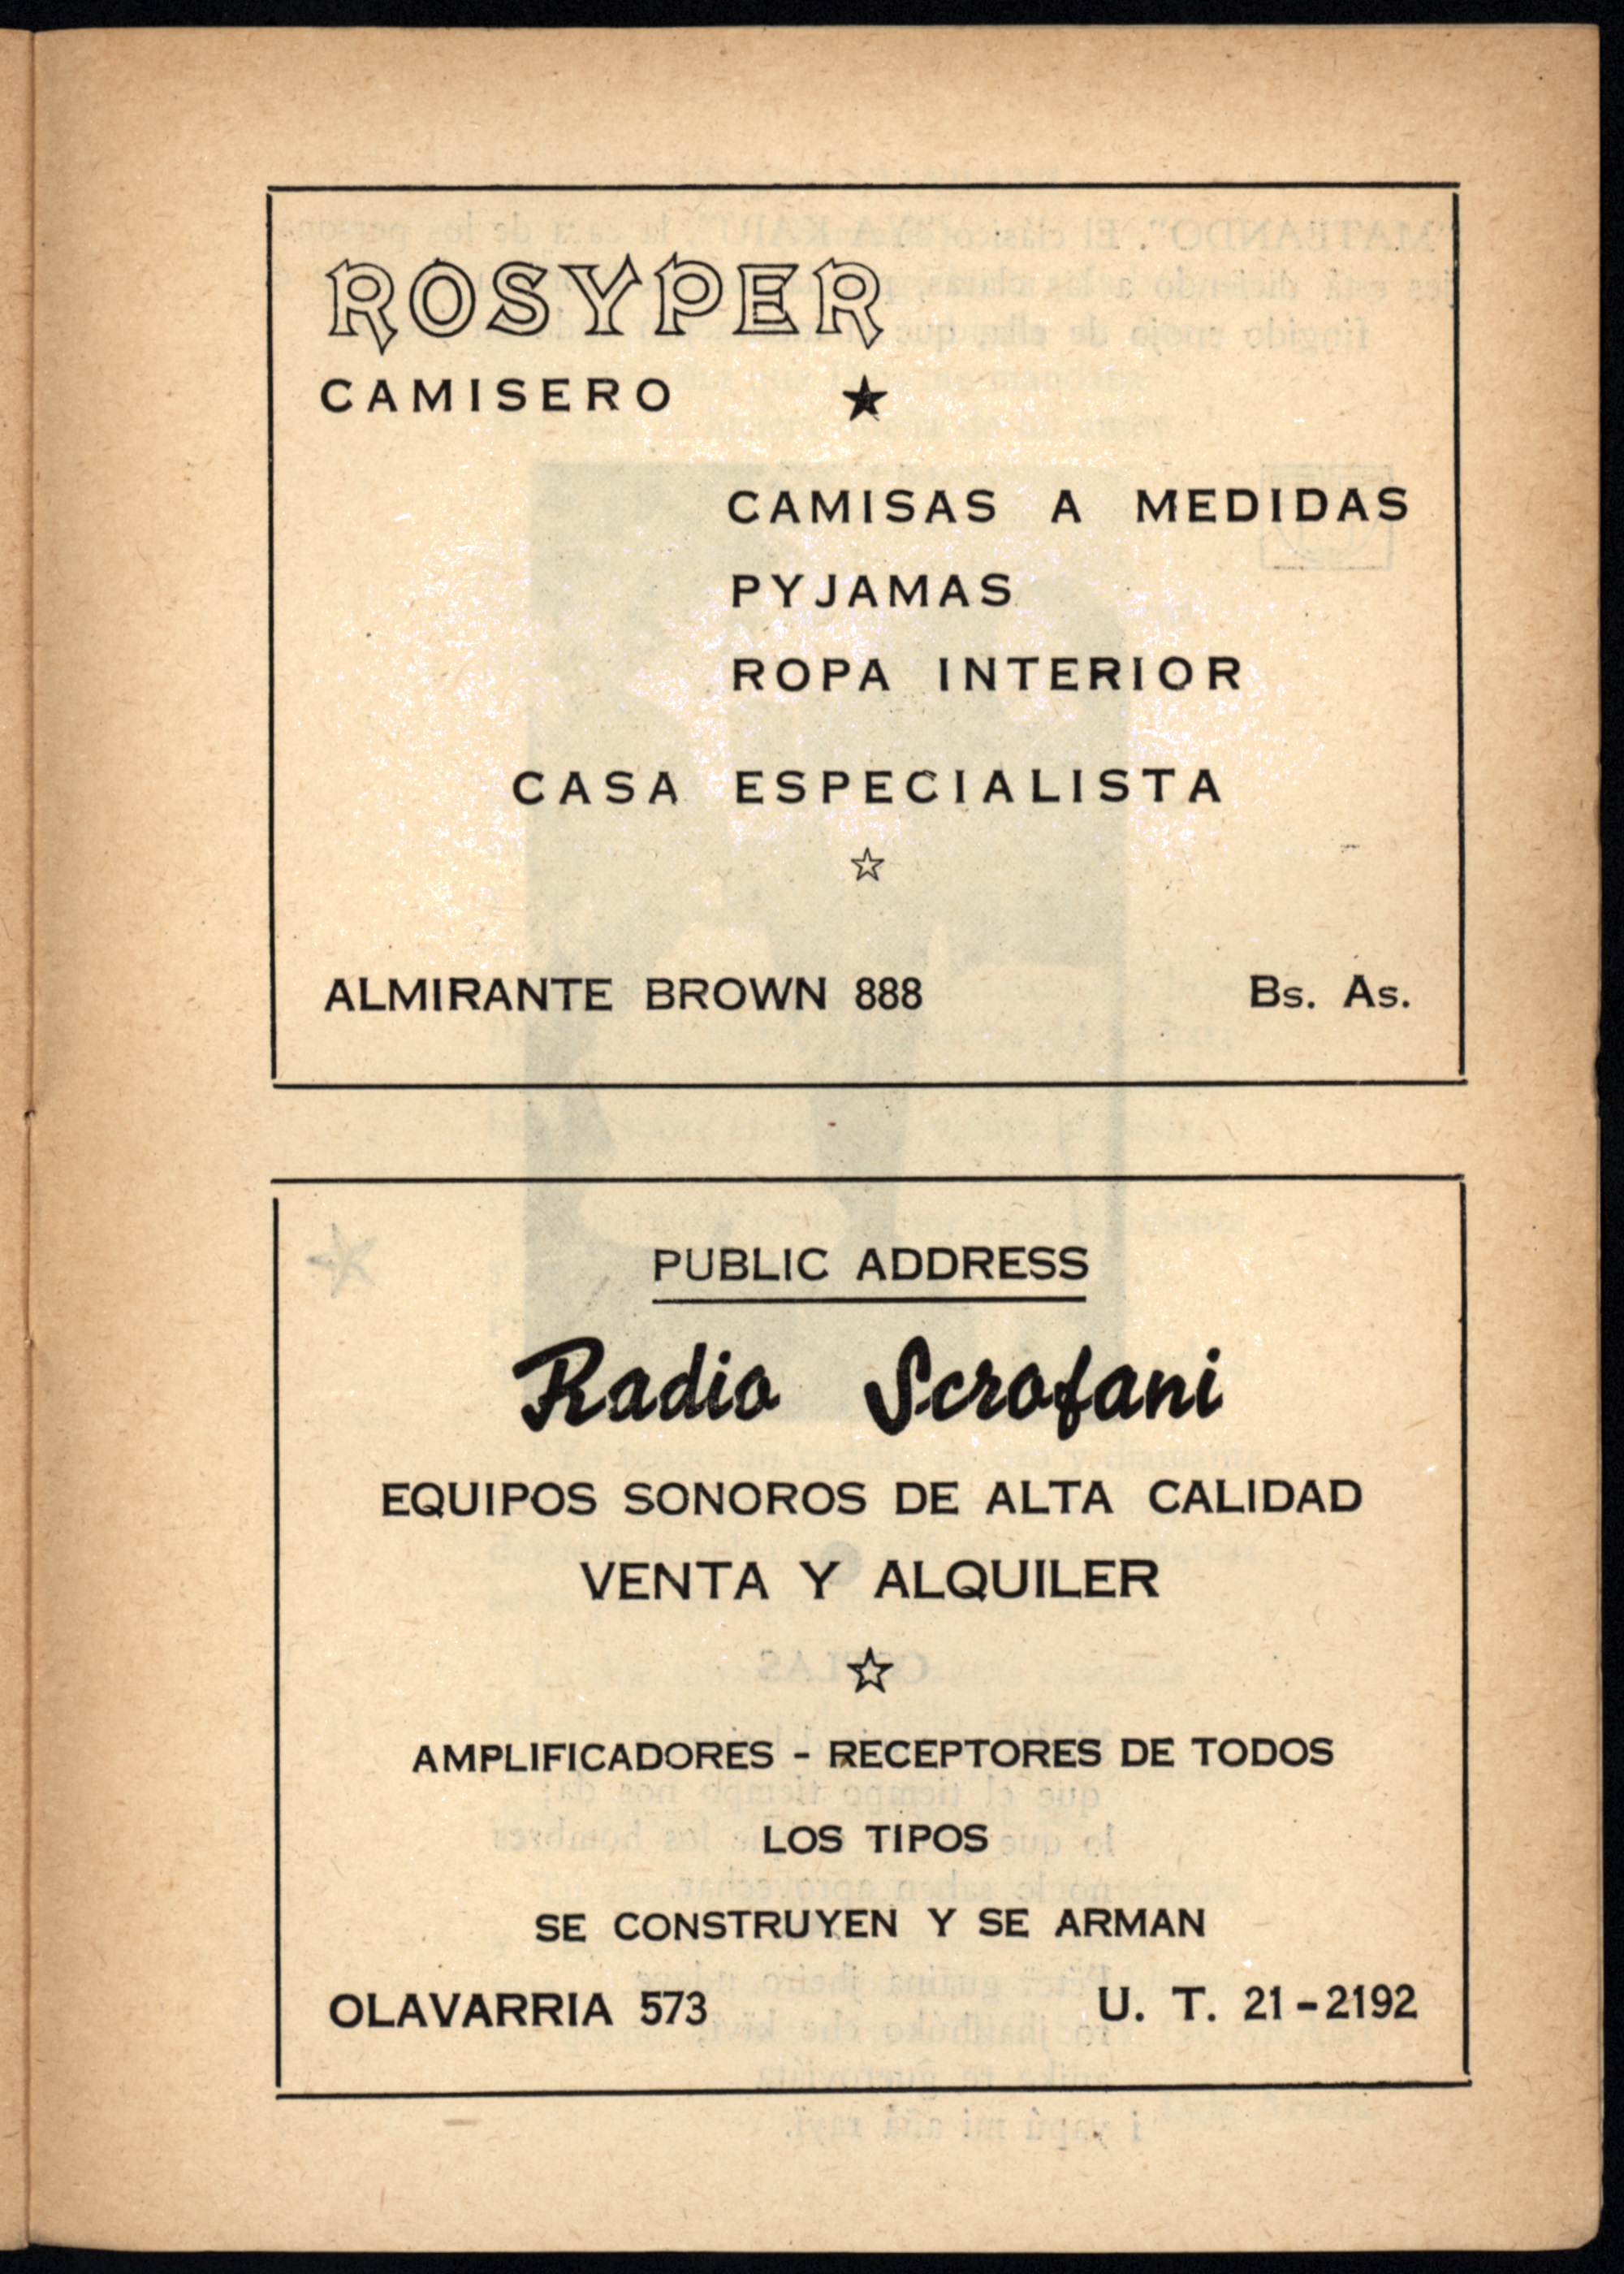 ROSYPER
CAMISERO ★
CAMISAS A MEDIDAS
PYJAMAS
ROPA INTERIOR
CASA ESPECIALISTA
☆
ALMIRANTE BROWN 888 Bs. As.
PUBLIC ADDRESS
Radio Scrofani
EQUIPOS SONOROS DE ALTA CALIDAD
VENTA Y ALQUILER
☆
AMPLIFICADORES - RECEPTORES DE TODOS
LOS TIPOS
SE CONSTRUYEN Y SE ARMAN
OLAVARRIA 573 U. T. 21-2192